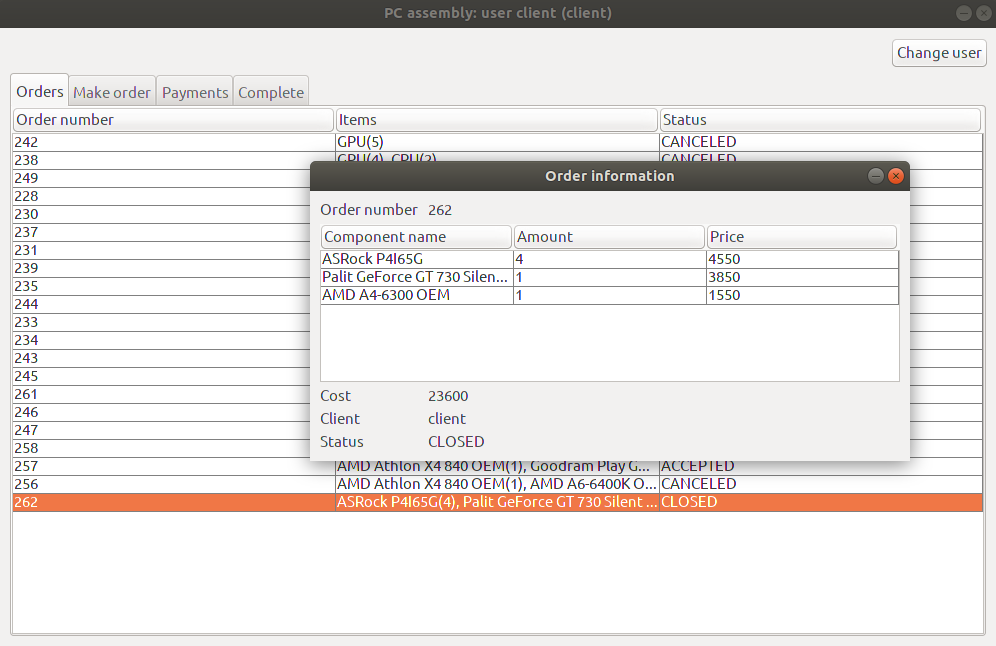 PC assembly: user client (client)
Change user
Orders Make order Payments Complete
Order number Items Status
242 GPU(5) CANCELED
238 GPU(4), CPU(2) CANCELED
249
228
230
237
231
239
235
244
233
234
243
245
261
246
247
258
257 AMD Athlon X4 840 OEM(1), Goodram Play G... ACCEPTED
256 AMD Athlon X4 840 OEM(1), AMD A6-6400K O... CANCELED
262 ASRock P4I65G(4), Palit GeForce GT 730 Silent ... CLOSED
Order information
Order number 262
Component name Amount Price
ASRock P4I65G 4 4550
Palit GeForce GT 730 Silen... 1 3850
AMD A4-6300 OEM 1 1550
Cost 23600
Client client
Status CLOSED